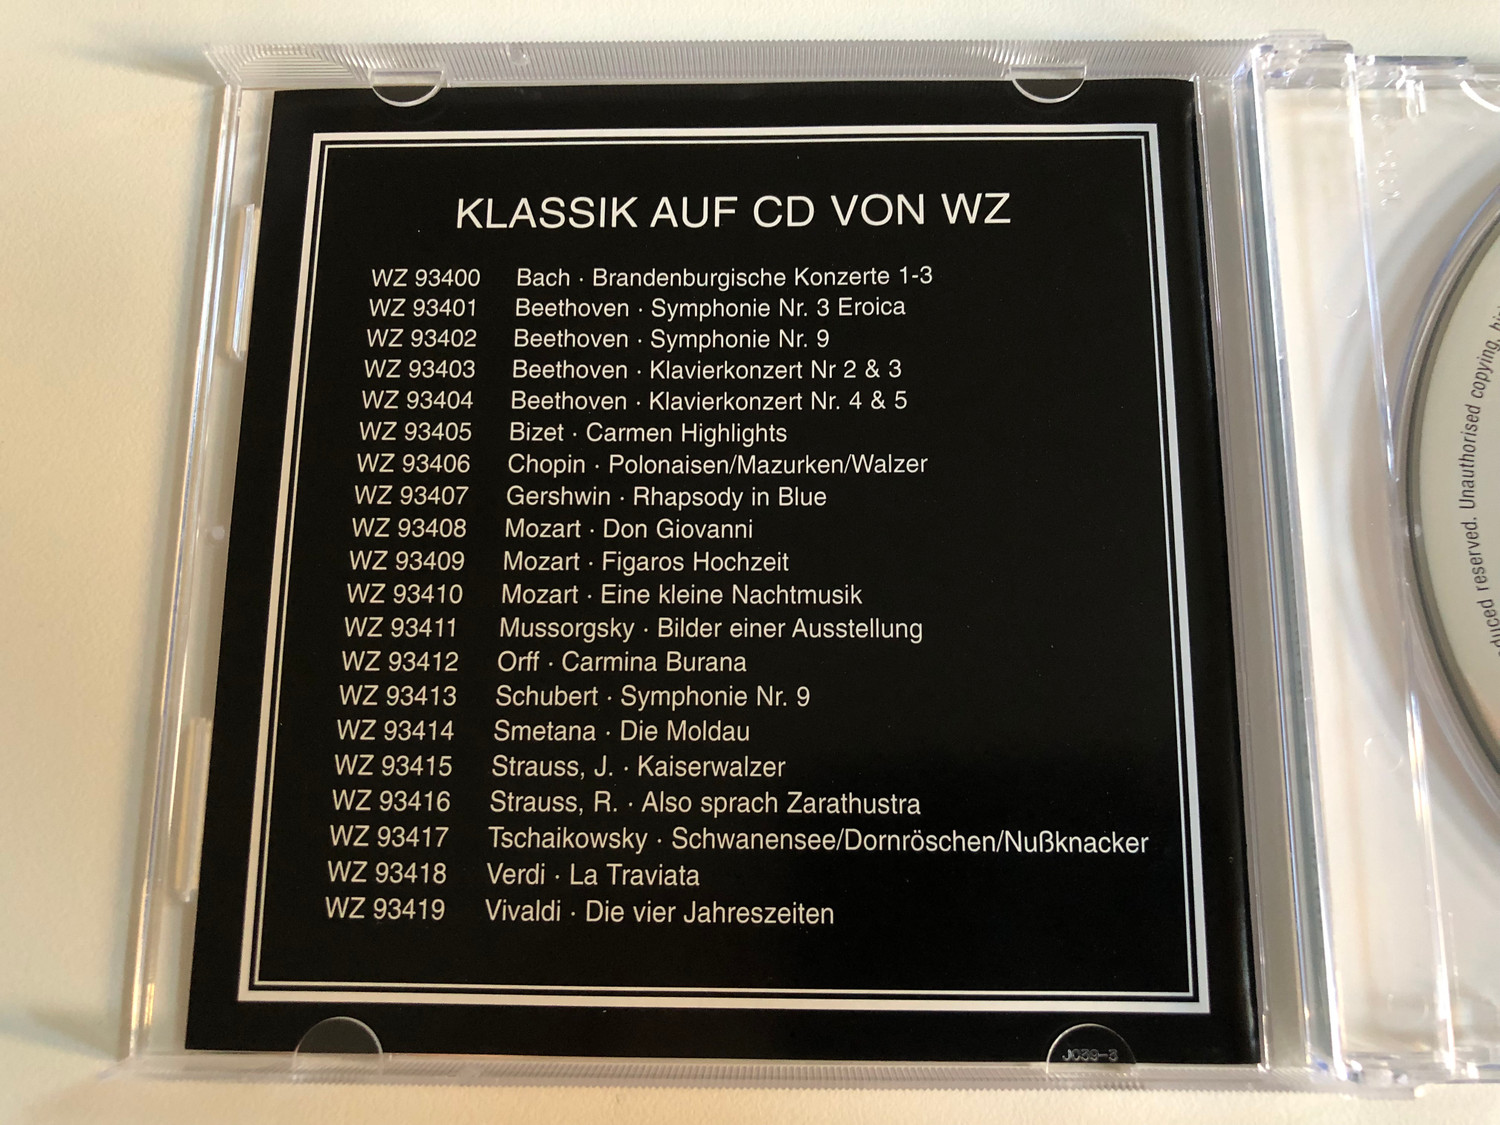 KLASSIK AUF CD VON WZ
WZ 93400 Bach · Brandenburgische Konzerte 1-3
WZ 93401 Beethoven · Symphonie Nr. 3 Eroica
WZ 93402 Beethoven · Symphonie Nr. 9
WZ 93403 Beethoven · Klavierkonzert Nr 2 & 3
WZ 93404 Beethoven · Klavierkonzert Nr. 4 & 5
WZ 93405 Bizet · Carmen Highlights
WZ 93406 Chopin · Polonaisen/Mazurken/Walzer
WZ 93407 Gershwin · Rhapsody in Blue
WZ 93408 Mozart · Don Giovanni
WZ 93409 Mozart · Figaros Hochzeit
WZ 93410 Mozart · Eine kleine Nachtmusik
WZ 93411 Mussorgsky · Bilder einer Ausstellung
WZ 93412 Orff · Carmina Burana
WZ 93413 Schubert · Symphonie Nr. 9
WZ 93414 Smetana · Die Moldau
WZ 93415 Strauss, J. · Kaiserwalzer
WZ 93416 Strauss, R. · Also sprach Zarathustra
WZ 93417 Tschaikowsky · Schwanensee/Dornröschen/Nußknacker
WZ 93418 Verdi · La Traviata
WZ 93419 Vivaldi · Die vier Jahreszeiten
reserved. Unauthorised copying,